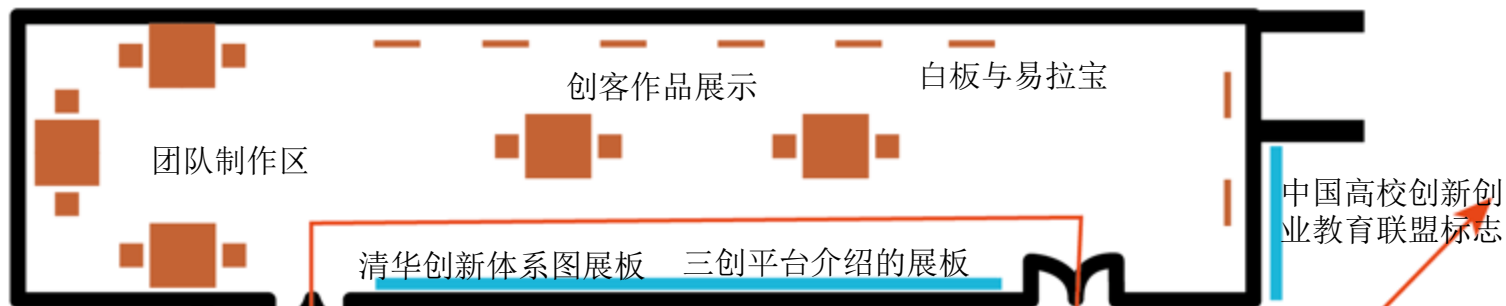 创客作品展示
白板与易拉宝
团队制作区
中国高校创新创
业教育联盟标志
清华创新体系图展板
三创平台介绍的展板